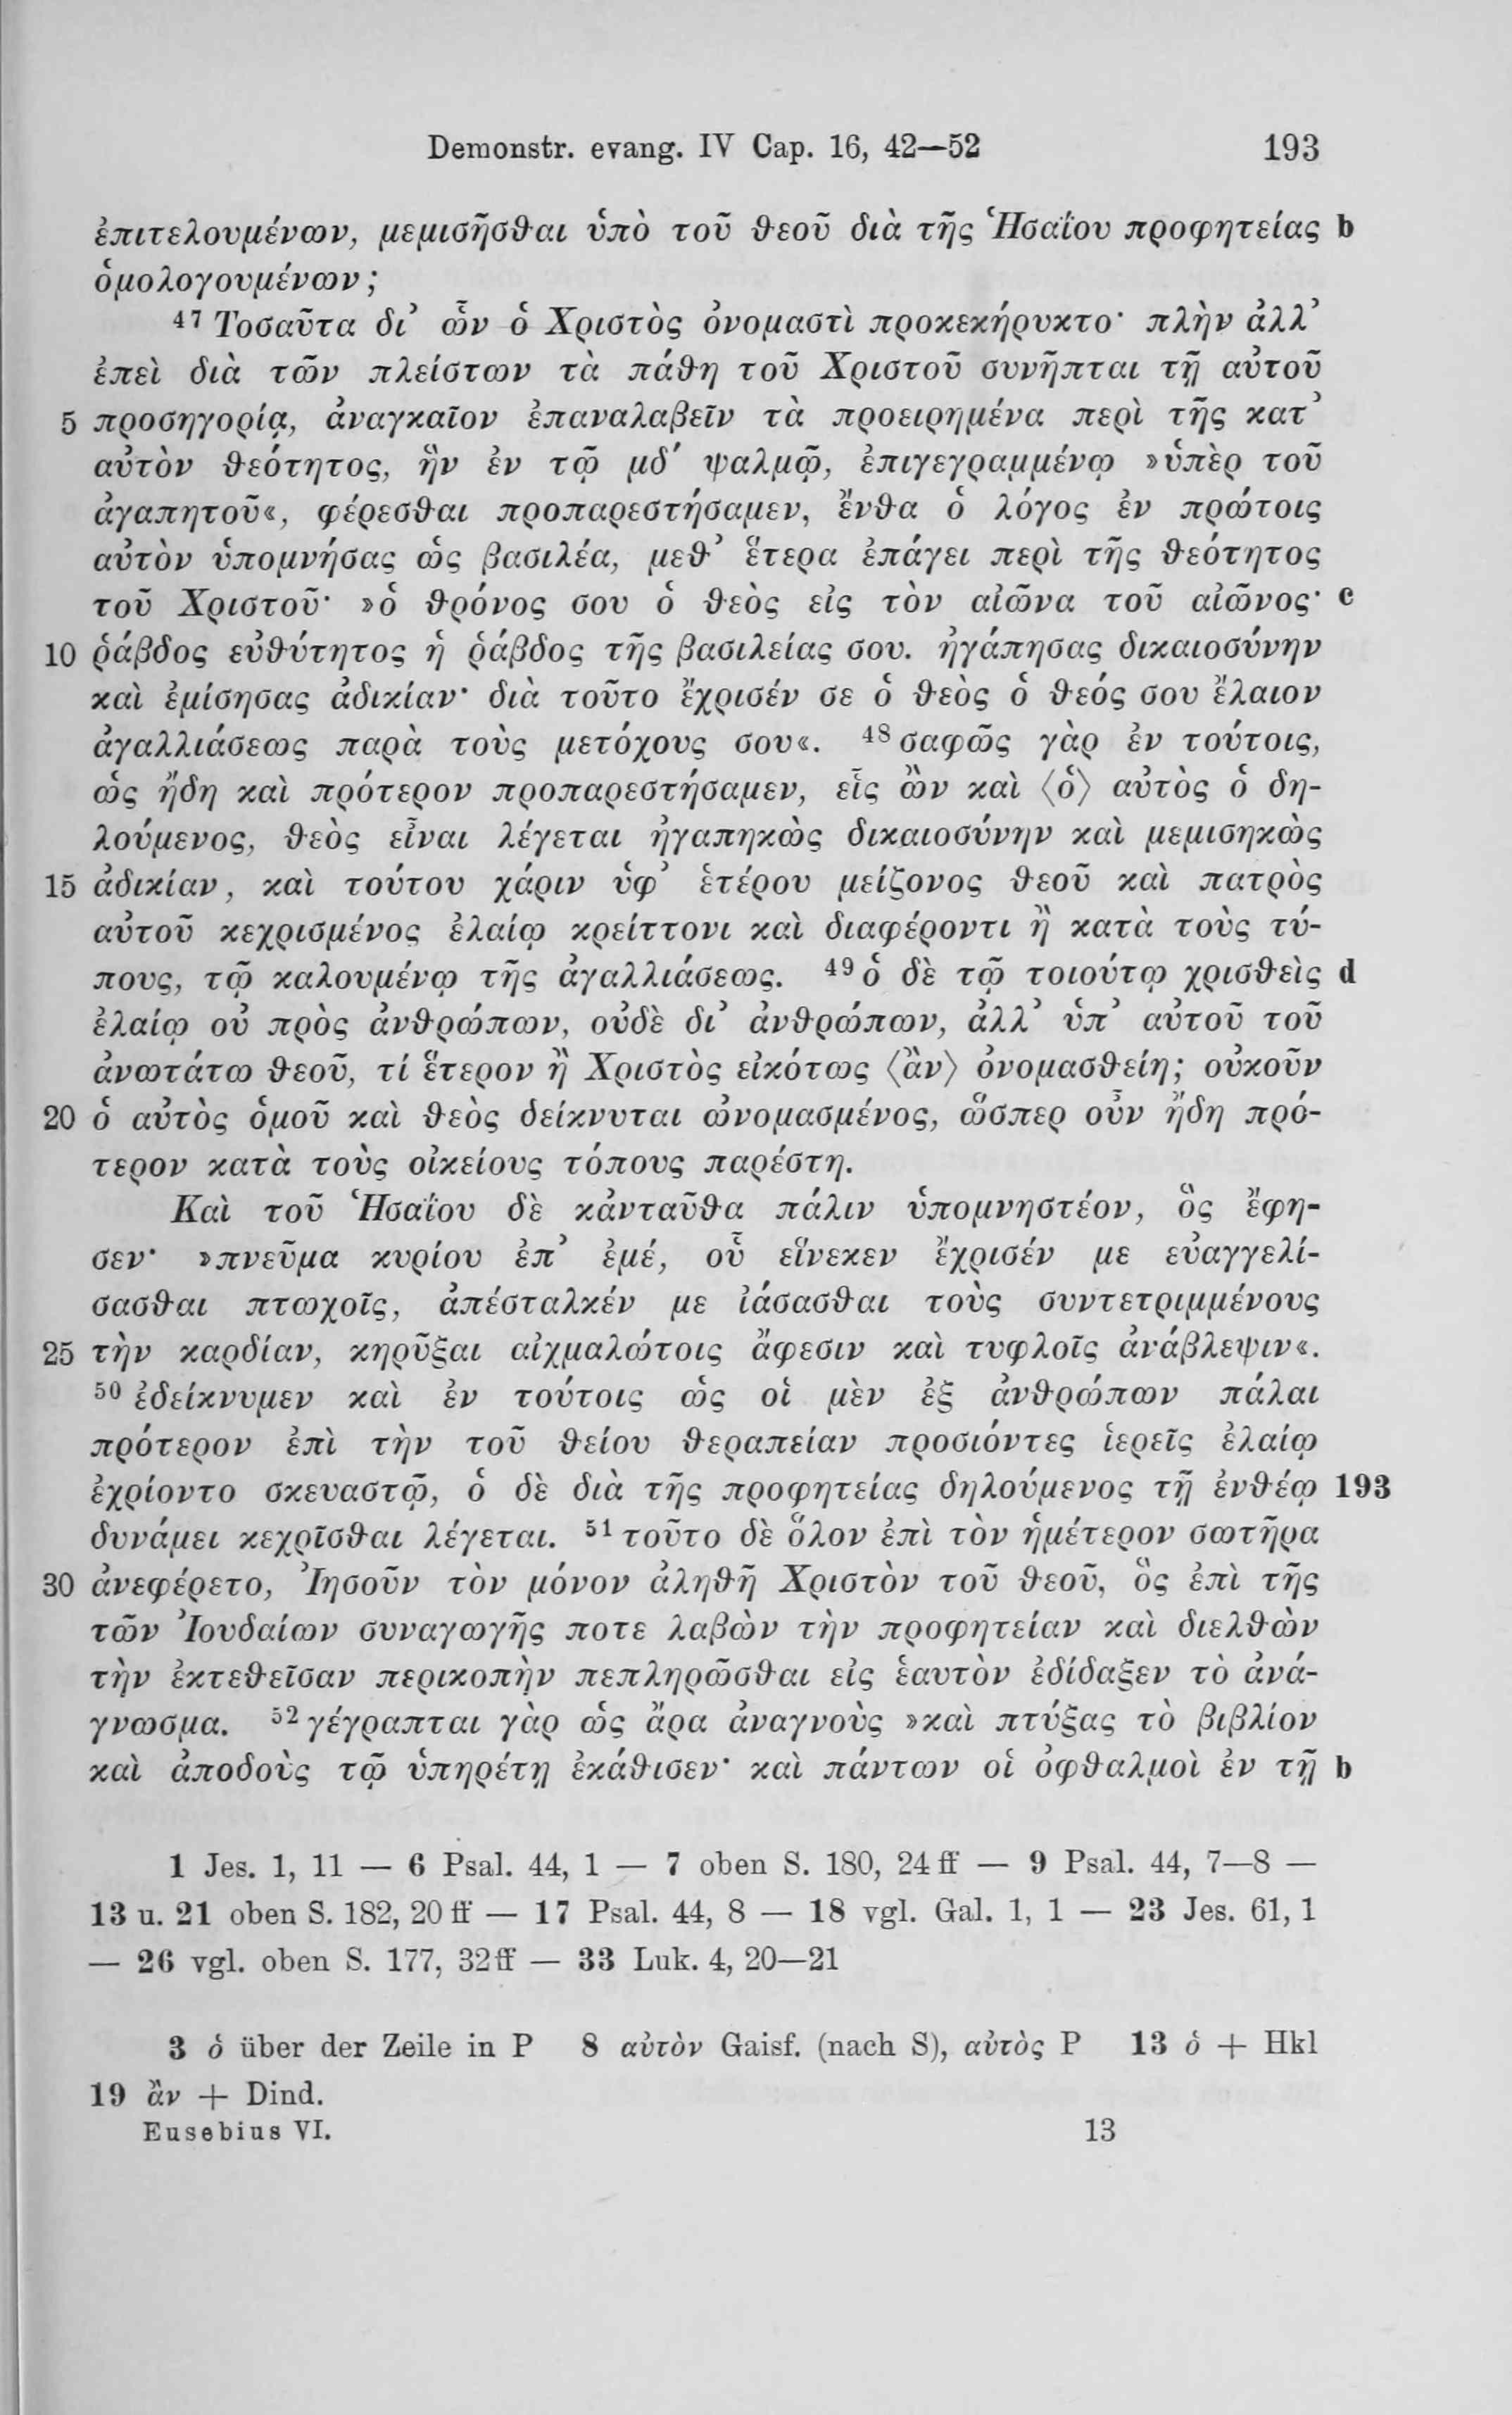 Demonstr. evang. IV Cap. 16, 42—52 193
ἐπιτελουμένων, μεμισῆσθαι ὑπὸ τοῦ θεοῦ διὰ τῆς Ἡσαΐου προφητείας b
ὁμολογουμένων;
⁴⁷ Τοσαῦτα δι’ ὧν ὁ Χριστὸς ὀνομαστὶ προκεκήρυκτο· πλὴν ἀλλ’
ἐπεὶ διὰ τῶν πλείστων τὰ πάθη τοῦ Χριστοῦ συνῆπται τῇ αὐτοῦ
5 προσηγορίᾳ, ἀναγκαῖον ἐπαναλαβεῖν τὰ προειρημένα περὶ τῆς κατ’
αὐτὸν θεότητος, ἣν ἐν τῷ μδ′ ψαλμῷ, ἐπιγεγραμμένῳ »ὑπὲρ τοῦ
ἀγαπητοῦ«, φέρεσθαι προπαρεστήσαμεν, ἔνθα ὁ λόγος ἐν πρώτοις
αὐτὸν ὑπομνήσας ὡς βασιλέα, μεθ’ ἕτερα ἐπάγει περὶ τῆς θεότητος
τοῦ Χριστοῦ· »ὁ θρόνος σου ὁ θεὸς εἰς τὸν αἰῶνα τοῦ αἰῶνος· c
10 ῥάβδος εὐθύτητος ἡ ῥάβδος τῆς βασιλείας σου. ἠγάπησας δικαιοσύνην
καὶ ἐμίσησας ἀδικίαν· διὰ τοῦτο ἔχρισέν σε ὁ θεὸς ὁ θεός σου ἔλαιον
ἀγαλλιάσεως παρὰ τοὺς μετόχους σου«. ⁴⁸ σαφῶς γὰρ ἐν τούτοις,
ὡς ἤδη καὶ πρότερον προπαρεστήσαμεν, εἷς ὢν καὶ ⟨ὁ⟩ αὐτὸς ὁ δη-
λούμενος, θεὸς εἶναι λέγεται ἠγαπηκὼς δικαιοσύνην καὶ μεμισηκὼς
15 ἀδικίαν, καὶ τούτου χάριν ὑφ’ ἑτέρου μείζονος θεοῦ καὶ πατρὸς
αὐτοῦ κεχρισμένος ἐλαίῳ κρείττονι καὶ διαφέροντι ἢ κατὰ τοὺς τύ-
πους, τῷ καλουμένῳ τῆς ἀγαλλιάσεως. ⁴⁹ ὁ δὲ τῷ τοιούτῳ χρισθεὶς d
ἐλαίῳ οὐ πρὸς ἀνθρώπων, οὐδὲ δι’ ἀνθρώπων, ἀλλ’ ὑπ’ αὐτοῦ τοῦ
ἀνωτάτω θεοῦ, τί ἕτερον ἢ Χριστὸς εἰκότως ⟨ἂν⟩ ὀνομασθείη; οὐκοῦν
20 ὁ αὐτὸς ὁμοῦ καὶ θεὸς δείκνυται ὠνομασμένος, ὥσπερ οὖν ἤδη πρό-
τερον κατὰ τοὺς οἰκείους τόπους παρέστη.
Καὶ τοῦ Ἡσαΐου δὲ κἀνταῦθα πάλιν ὑπομνηστέον, ὃς ἔφη-
σεν· »πνεῦμα κυρίου ἐπ’ ἐμέ, οὗ εἵνεκεν ἔχρισέν με εὐαγγελί-
σασθαι πτωχοῖς, ἀπέσταλκέν με ἰάσασθαι τοὺς συντετριμμένους
25 τὴν καρδίαν, κηρῦξαι αἰχμαλώτοις ἄφεσιν καὶ τυφλοῖς ἀνάβλεψιν«.
⁵⁰ ἐδείκνυμεν καὶ ἐν τούτοις ὡς οἱ μὲν ἐξ ἀνθρώπων πάλαι
πρότερον ἐπὶ τὴν τοῦ θείου θεραπείαν προσιόντες ἱερεῖς ἐλαίῳ
ἐχρίοντο σκευαστῷ, ὁ δὲ διὰ τῆς προφητείας δηλούμενος τῇ ἐνθέῳ 193
δυνάμει κεχρῖσθαι λέγεται. ⁵¹ τοῦτο δὲ ὅλον ἐπὶ τὸν ἡμέτερον σωτῆρα
30 ἀνεφέρετο, Ἰησοῦν τὸν μόνον ἀληθῆ Χριστὸν τοῦ θεοῦ, ὃς ἐπὶ τῆς
τῶν Ἰουδαίων συναγωγῆς ποτε λαβὼν τὴν προφητείαν καὶ διελθὼν
τὴν ἐκτεθεῖσαν περικοπὴν πεπληρῶσθαι εἰς ἑαυτὸν ἐδίδαξεν τὸ ἀνά-
γνωσμα. ⁵² γέγραπται γὰρ ὡς ἄρα ἀναγνοὺς »καὶ πτύξας τὸ βιβλίον
καὶ ἀποδοὺς τῷ ὑπηρέτῃ ἐκάθισεν· καὶ πάντων οἱ ὀφθαλμοὶ ἐν τῇ b
1 Jes. 1, 11 — 6 Psal. 44, 1 — 7 oben S. 180, 24 ff — 9 Psal. 44, 7—8 —
13 u. 21 oben S. 182, 20 ff — 17 Psal. 44, 8 — 18 vgl. Gal. 1, 1 — 23 Jes. 61, 1
— 26 vgl. oben S. 177, 32 ff — 33 Luk. 4, 20—21
3 ὁ über der Zeile in P 8 αὐτὸν Gaisf. (nach S), αὐτὸς P 13 ὁ + Hkl
19 ἂν + Dind.
Eusebius VI. 13